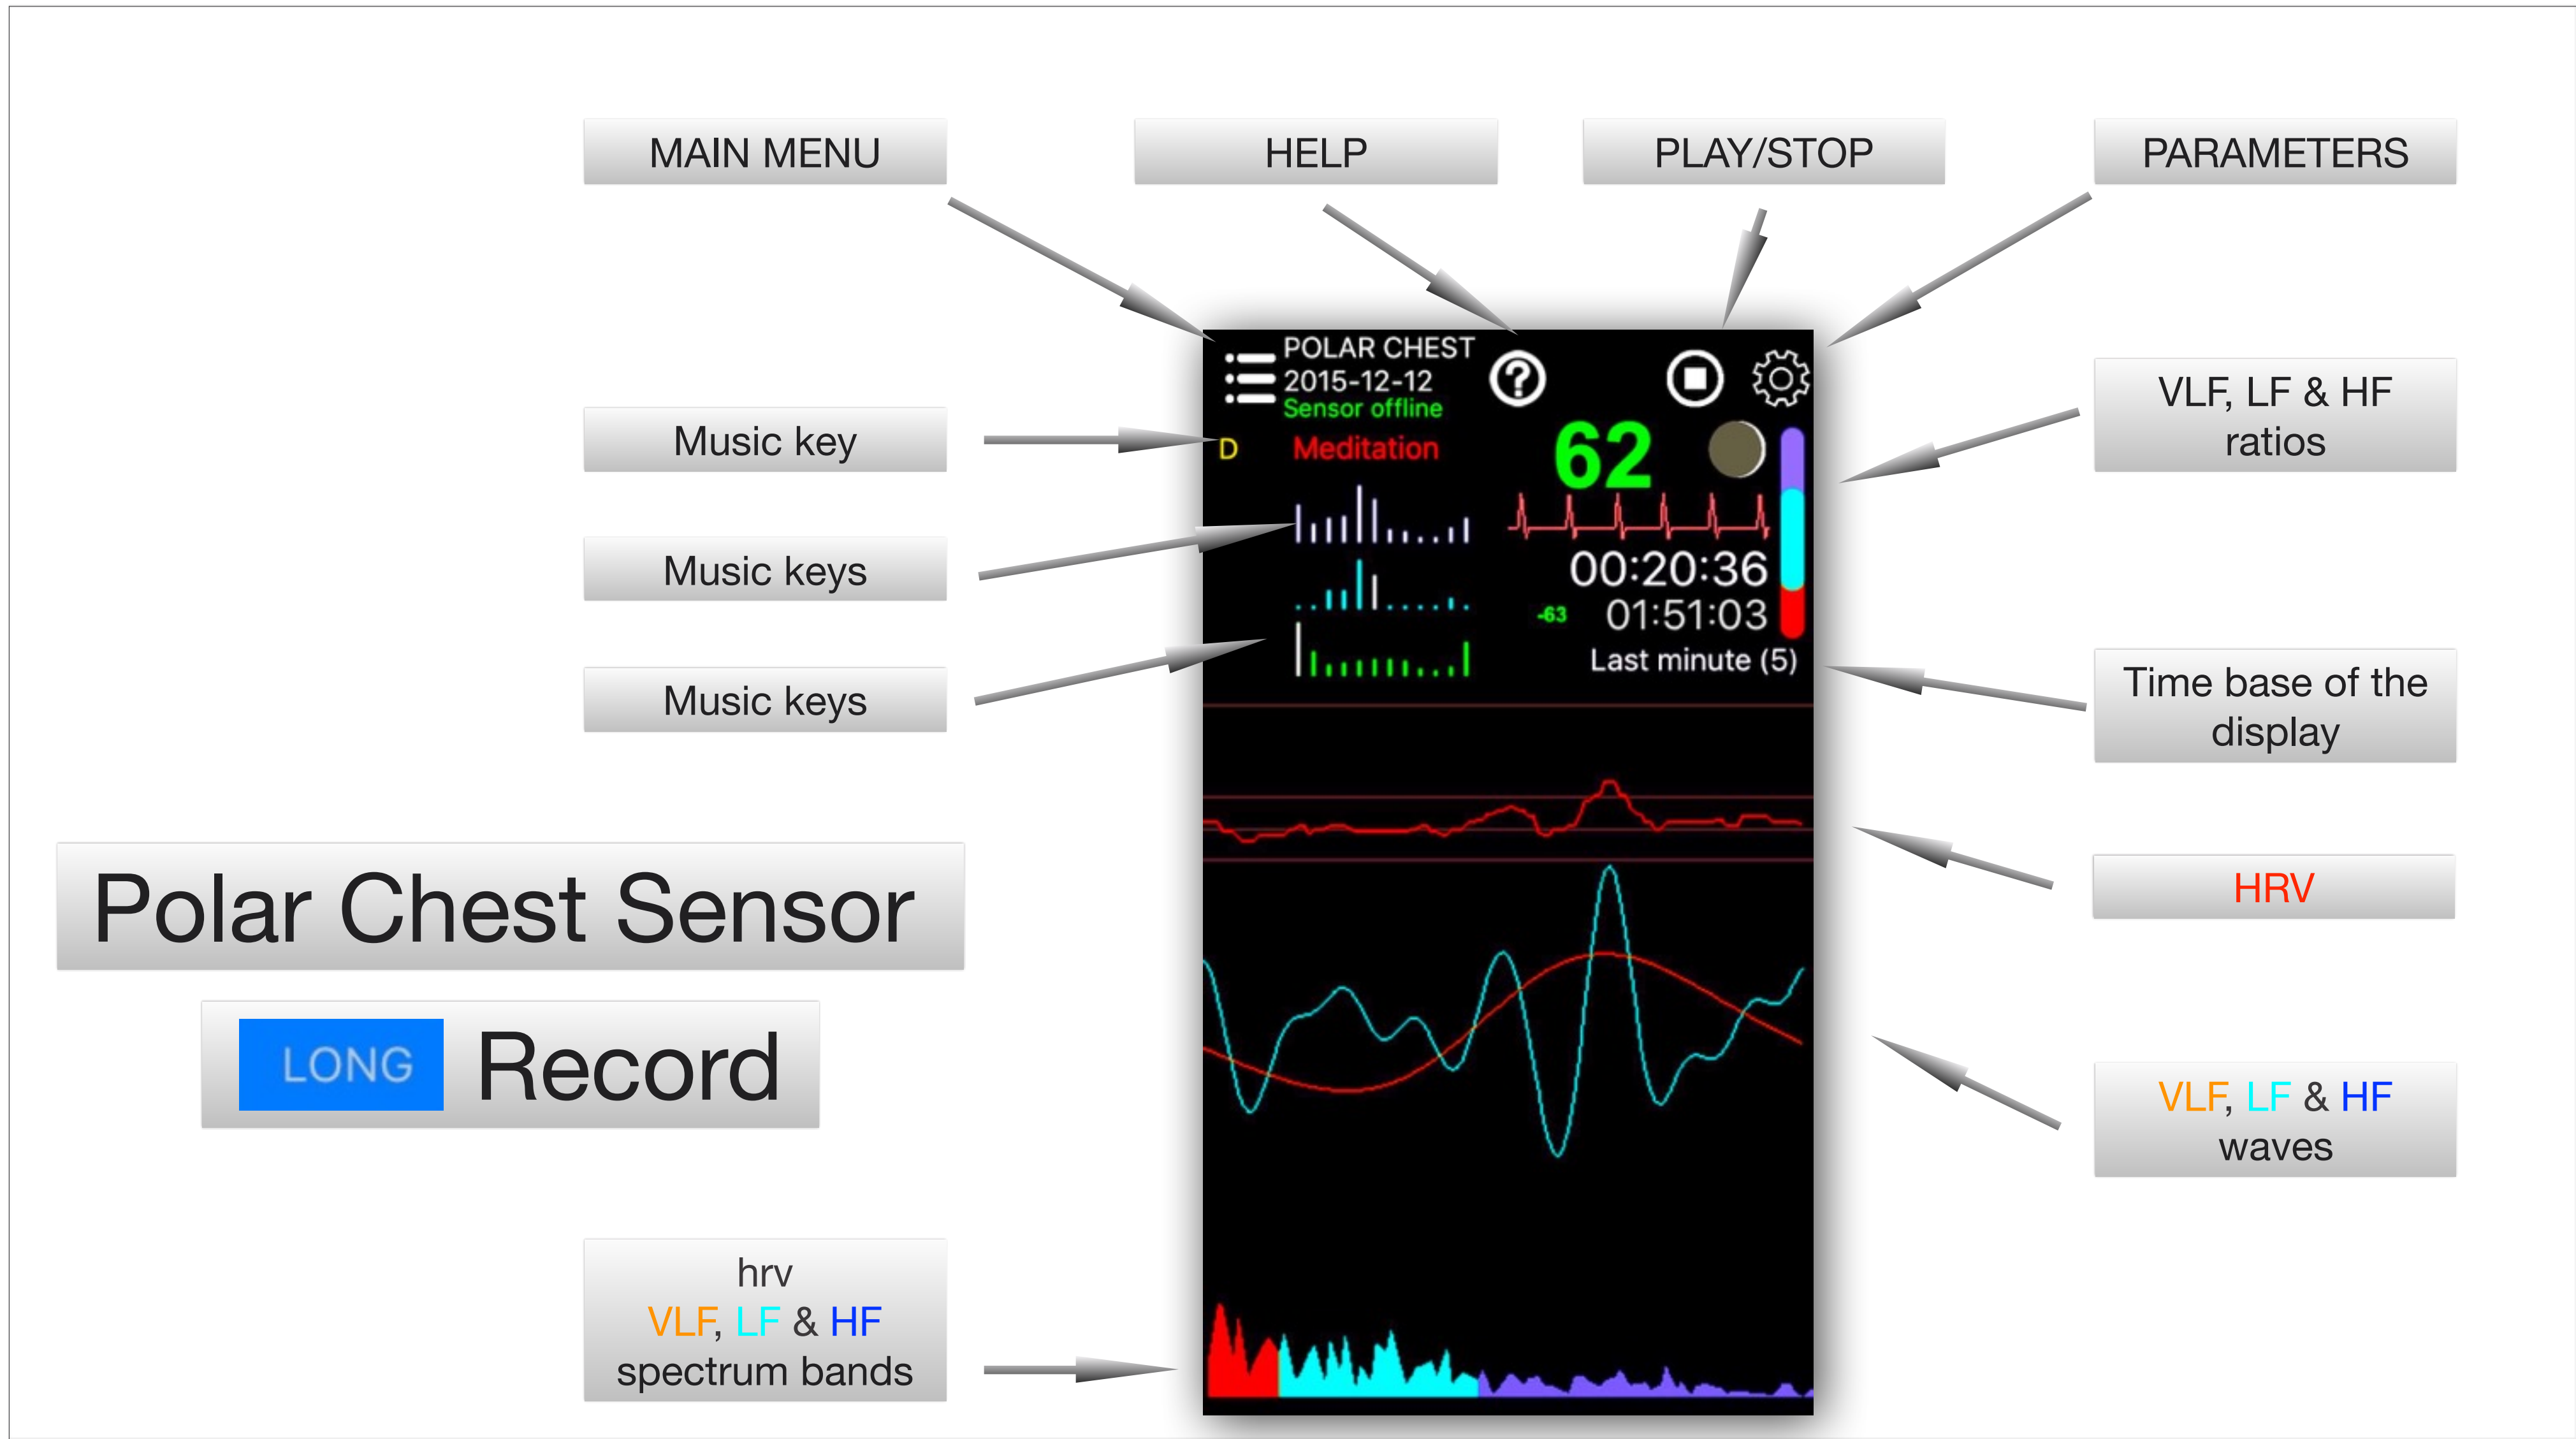 MAIN MENU
HELP
PLAY/STOP
PARAMETERS
POLAR CHEST
2015-12-12
Sensor offline
D
Meditation
62
00:20:36
-63
01:51:03
Last minute (5)
Music key
Music keys
Music keys
VLF, LF & HF
ratios
Time base of the
display
HRV
VLF, LF & HF
waves
Polar Chest Sensor
LONG Record
hrv
VLF, LF & HF
spectrum bands